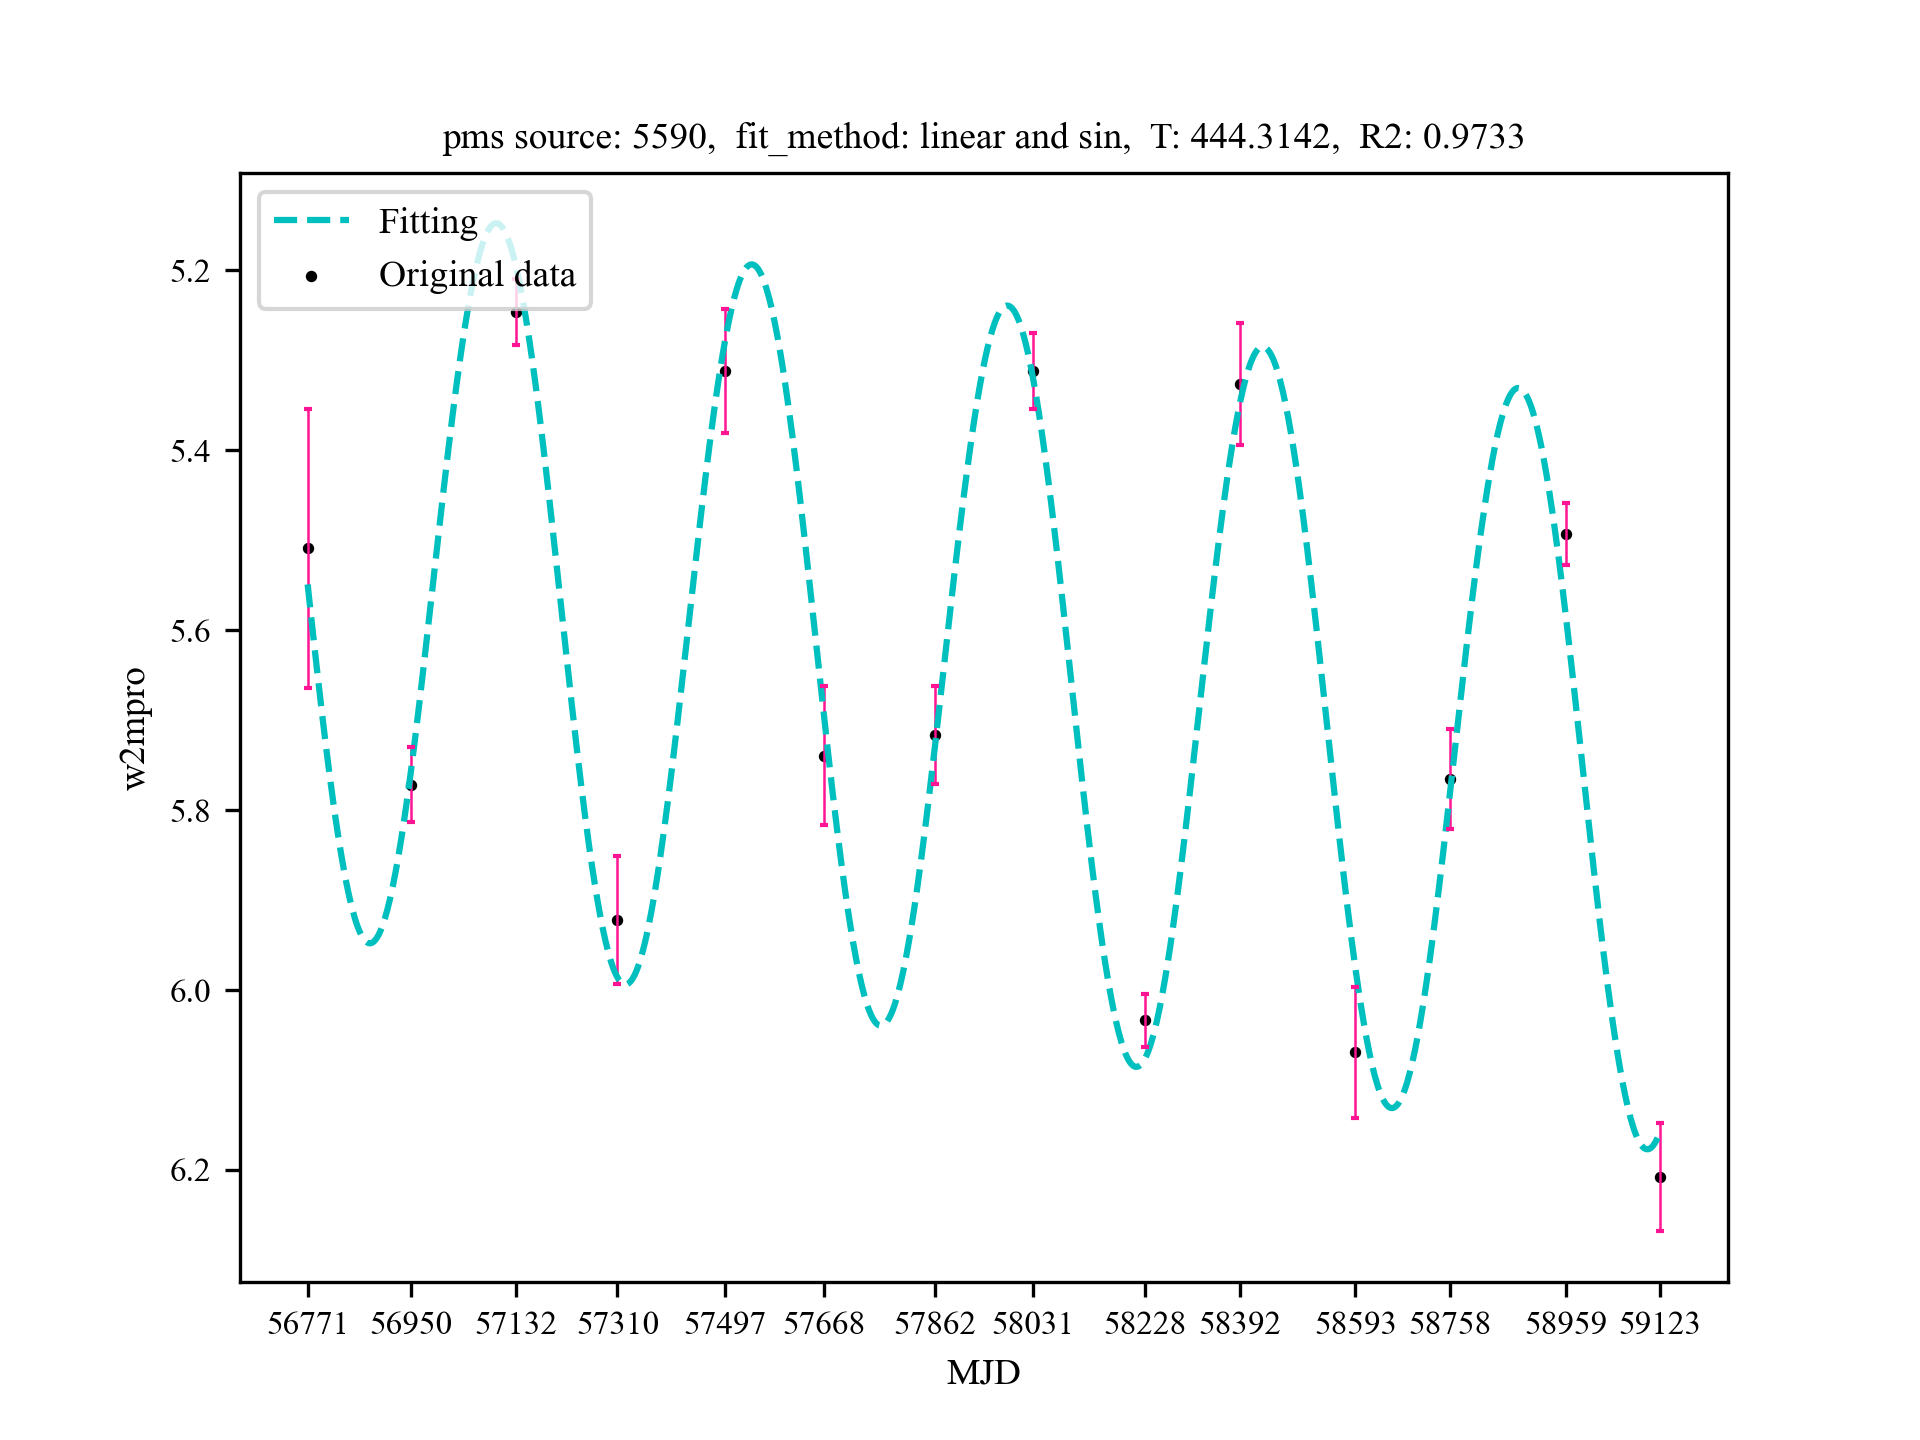 pms source: 5590,  fit_method: linear and sin,  T: 444.3142,  R2: 0.9733
Fitting
Original data
5.2
5.4
5.6
5.8
6.0
6.2
w2mpro
56771 56950 57132 57310 57497 57668 57862 58031 58228 58392 58593 58758 58959 59123
MJD